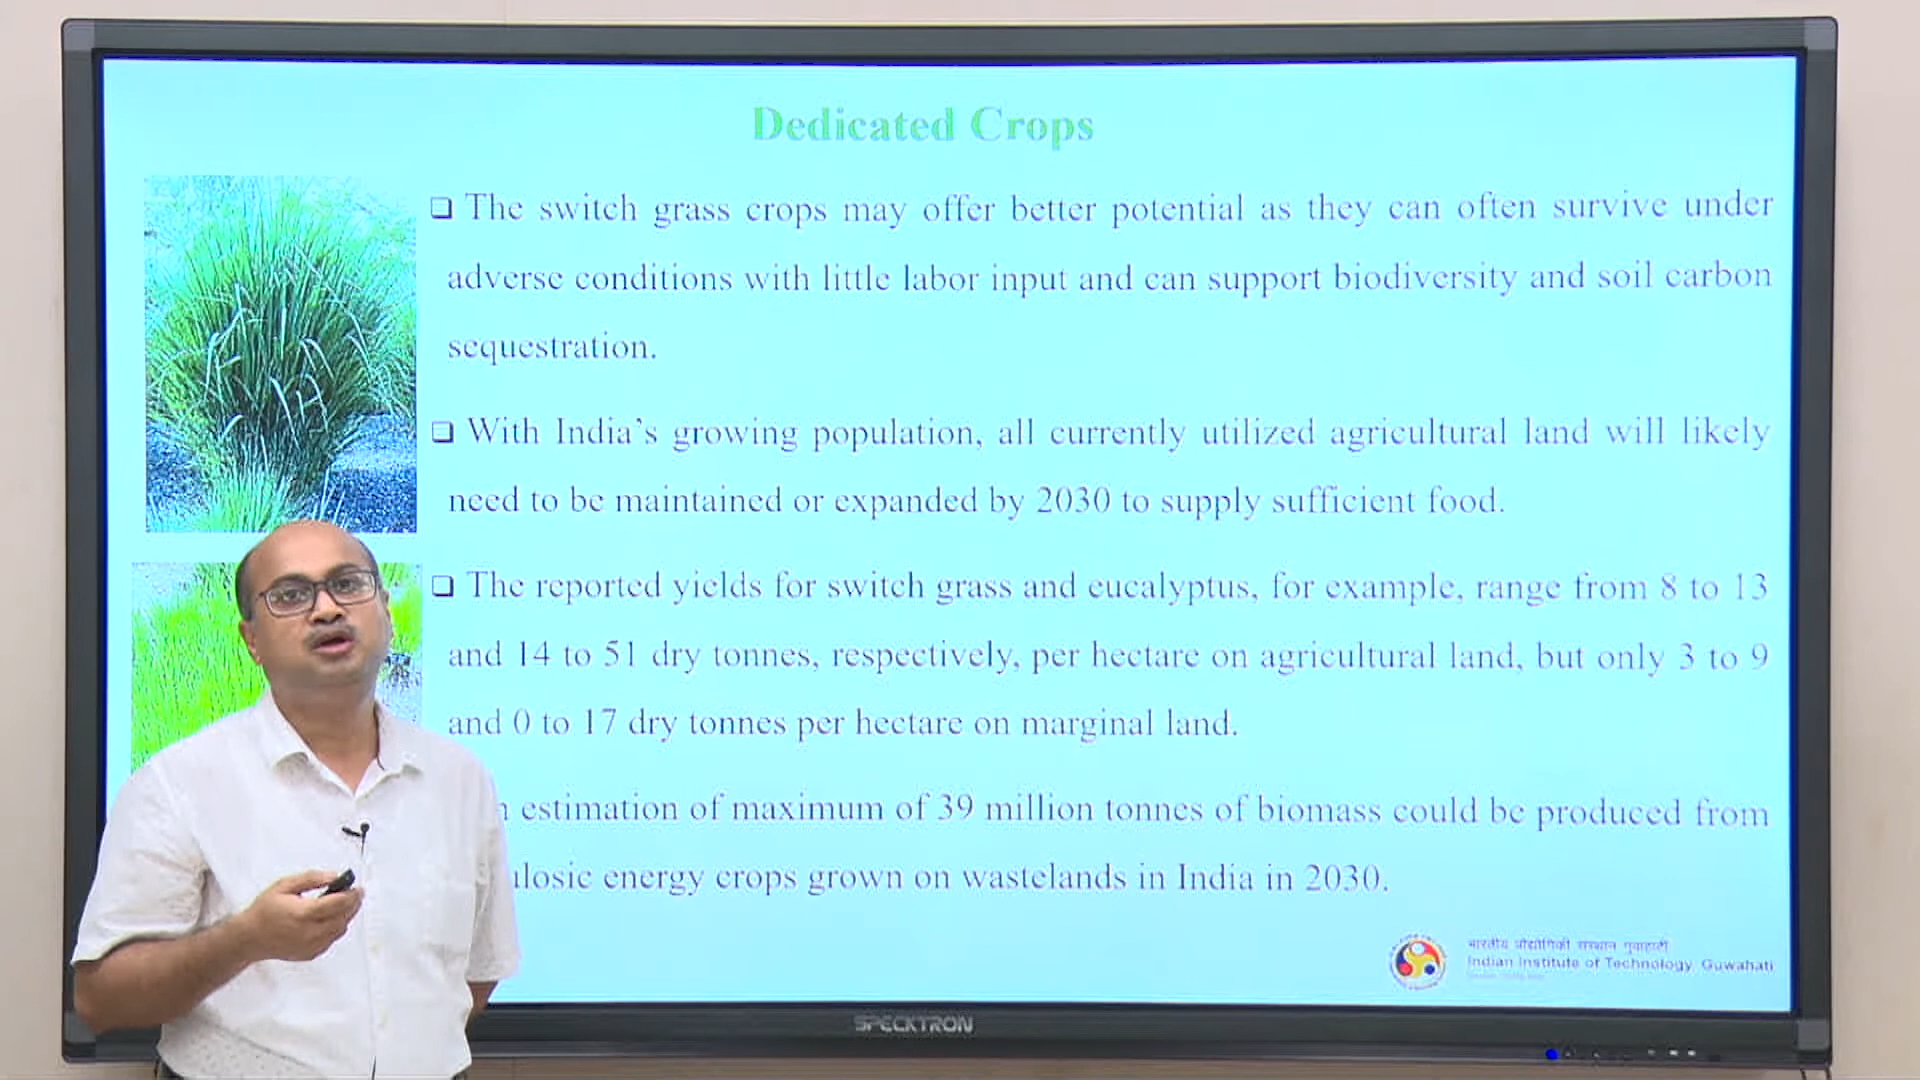 Dedicated Crops
❑ The switch grass crops may offer better potential as they can often survive under
adverse conditions with little labor input and can support biodiversity and soil carbon
sequestration.
❑ With India's growing population, all currently utilized agricultural land will likely
need to be maintained or expanded by 2030 to supply sufficient food.
❑ The reported yields for switch grass and eucalyptus, for example, range from 8 to 13
and 14 to 51 dry tonnes, respectively, per hectare on agricultural land, but only 3 to 9
and 0 to 17 dry tonnes per hectare on marginal land.
estimation of maximum of 39 million tonnes of biomass could be produced from
energy crops grown on wastelands in India in 2030.
भारतीय प्रौद्योगिकी संस्थान गुवाहाटी
Indian Institute of Technology, Guwahati
SPECKTRON